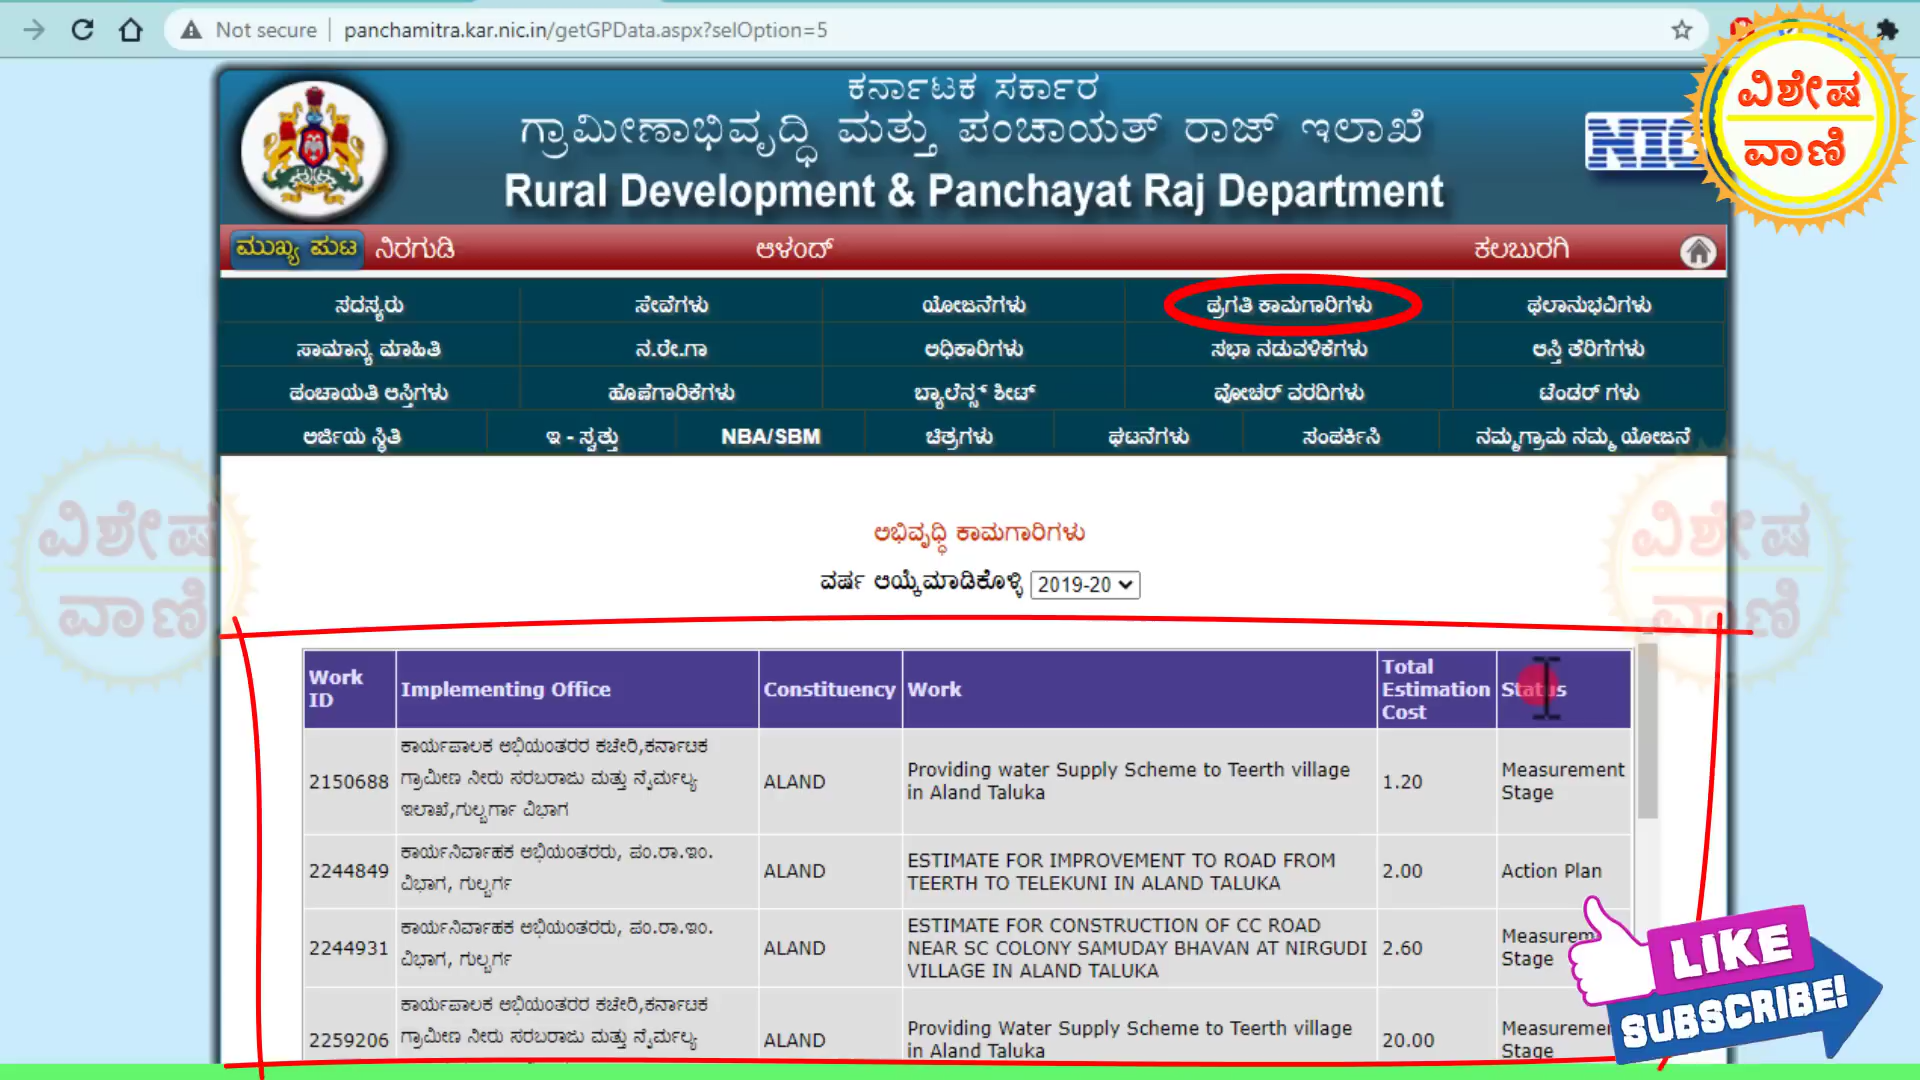 Not secure
panchamitra.kar.nic.in/getGPData.aspx?selOption=5
ವಿಶೇಷ
ವಾಣಿ
ಕರ್ನಾಟಕ ಸರ್ಕಾರ
ಗ್ರಾಮೀಣಾಭಿವೃದ್ಧಿ ಮತ್ತು ಪಂಚಾಯತ್ ರಾಜ್ ಇಲಾಖೆ
NIC
Rural Development & Panchayat Raj Department
ಮುಖ್ಯ ಪುಟ ನಿರಗುಡಿ ಆಳಂದ್ ಕಲಬುರಗಿ
ಸದಸ್ಯರು ಸೇವೆಗಳು ಯೋಜನೆಗಳು ಪ್ರಗತಿ ಕಾಮಗಾರಿಗಳು ಫಲಾನುಭವಿಗಳು
ಸಾಮಾನ್ಯ ಮಾಹಿತಿ ನ.ರೇ.ಗಾ ಅಧಿಕಾರಿಗಳು ಸಭಾ ನಡುವಳಿಕೆಗಳು ಆಸ್ತಿ ತೆರಿಗೆಗಳು
ಪಂಚಾಯತಿ ಆಸ್ತಿಗಳು ಹೊಣೆಗಾರಿಕೆಗಳು ಬ್ಯಾಲೆನ್ಸ್ ಶೀಟ್ ವೋಚರ್ ವರದಿಗಳು ಟೆಂಡರ್ ಗಳು
ಅರ್ಜಿಯ ಸ್ಥಿತಿ ಇ - ಸ್ವತ್ತು NBA/SBM ಚಿತ್ರಗಳು ಘಟನೆಗಳು ಸಂಪರ್ಕಿಸಿ ನಮ್ಮಗ್ರಾಮ ನಮ್ಮ ಯೋಜನೆ
ಅಭಿವೃಧ್ಧಿ ಕಾಮಗಾರಿಗಳು
ವರ್ಷ ಆಯ್ಕೆಮಾಡಿಕೊಳ್ಳಿ 2019-20
ವಿಶೇಷ
ವಾಣಿ
ವಿಶೇಷ
ವಾಣಿ
Work ID Implementing Office Constituency Work Total Estimation Cost Status
2150688 ಕಾರ್ಯಪಾಲಕ ಅಭಿಯಂತರರ ಕಚೇರಿ,ಕರ್ನಾಟಕ ಗ್ರಾಮೀಣ ನೀರು ಸರಬರಾಜು ಮತ್ತು ನೈರ್ಮಲ್ಯ ಇಲಾಖೆ,ಗುಲ್ಬರ್ಗಾ ವಿಭಾಗ ALAND Providing water Supply Scheme to Teerth village in Aland Taluka 1.20 Measurement Stage
2244849 ಕಾರ್ಯನಿರ್ವಾಹಕ ಅಭಿಯಂತರರು, ಪಂ.ರಾ.ಇಂ. ವಿಭಾಗ, ಗುಲ್ಬರ್ಗ ALAND ESTIMATE FOR IMPROVEMENT TO ROAD FROM TEERTH TO TELEKUNI IN ALAND TALUKA 2.00 Action Plan
2244931 ಕಾರ್ಯನಿರ್ವಾಹಕ ಅಭಿಯಂತರರು, ಪಂ.ರಾ.ಇಂ. ವಿಭಾಗ, ಗುಲ್ಬರ್ಗ ALAND ESTIMATE FOR CONSTRUCTION OF CC ROAD NEAR SC COLONY SAMUDAY BHAVAN AT NIRGUDI VILLAGE IN ALAND TALUKA 2.60 Measurem Stage
2259206 ಕಾರ್ಯಪಾಲಕ ಅಭಿಯಂತರರ ಕಚೇರಿ,ಕರ್ನಾಟಕ ಗ್ರಾಮೀಣ ನೀರು ಸರಬರಾಜು ಮತ್ತು ನೈರ್ಮಲ್ಯ ALAND Providing Water Supply Scheme to Teerth village in Aland Taluka 20.00 Measureme Stage
LIKE
SUBSCRIBE!